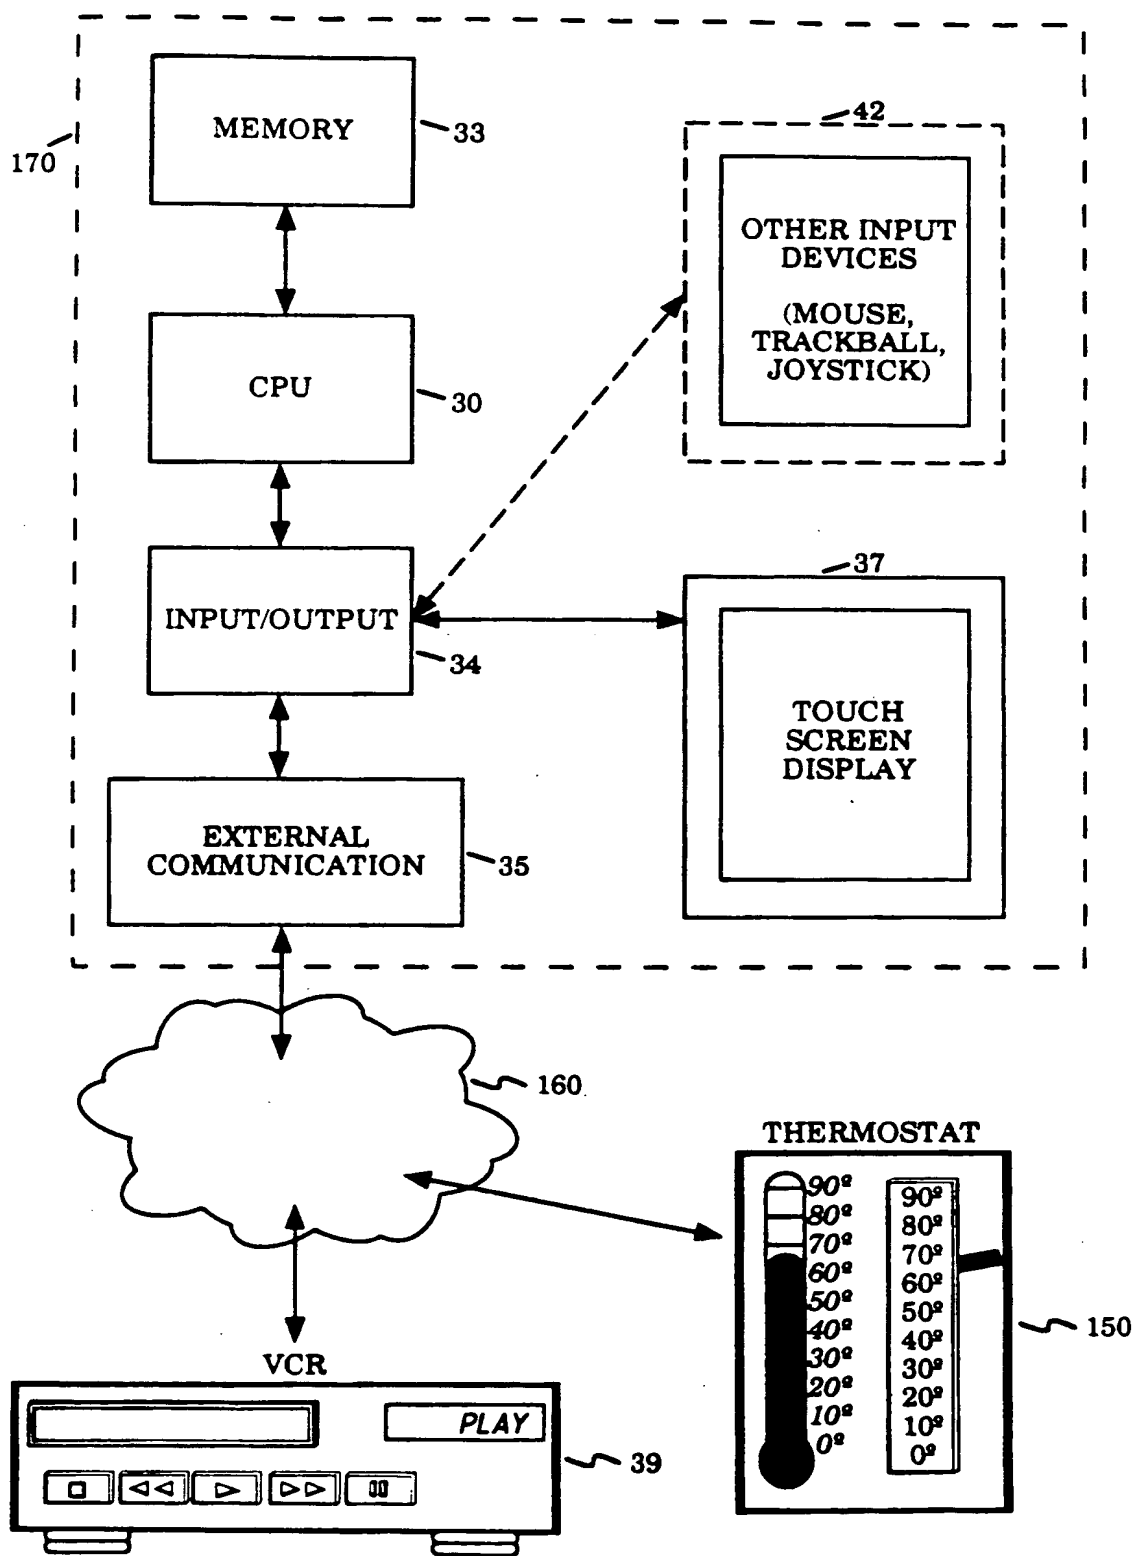 170
MEMORY
33
42
OTHER INPUT
DEVICES
(MOUSE,
TRACKBALL,
JOYSTICK)
CPU
30
INPUT/OUTPUT
34
37
TOUCH
SCREEN
DISPLAY
EXTERNAL
COMMUNICATION
35
160
THERMOSTAT
90º
80º
70º
60º
50º
40º
30º
20º
10º
0º
90º
80º
70º
60º
50º
40º
30º
20º
10º
0º
150
VCR
PLAY
39